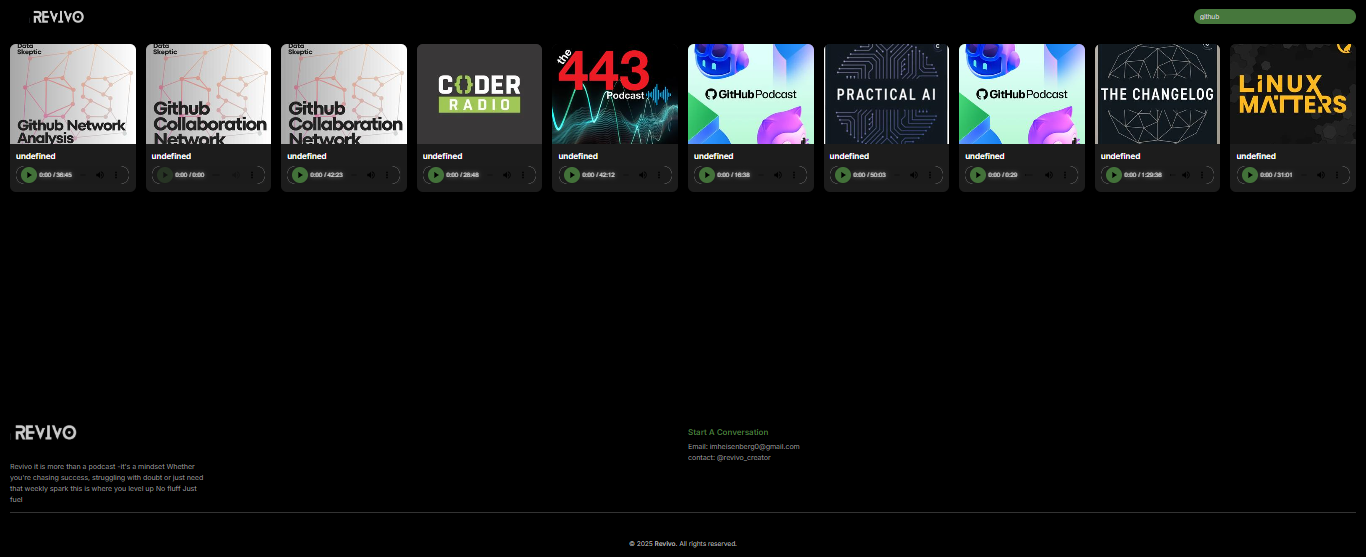 REVIVO
github
Data
Skeptic
Github Network
Analysis
undefined
0:00 / 36:45
Data
Skeptic
Github
Collaboration
Network
undefined
0:00 / 0:00
Data
Skeptic
Github
Collaboration
Network
undefined
0:00 / 42:23
C{}DER
RADIO
undefined
0:00 / 28:48
the
443
Podcast
undefined
0:00 / 42:12
GitHub Podcast
undefined
0:00 / 16:38
PRACTICAL AI
undefined
0:00 / 50:03
GitHub Podcast
undefined
0:00 / 0:29
THE CHANGELOG
undefined
0:00 / 1:29:36
LiNUX
MATTERS
undefined
0:00 / 31:01
REVIVO
Revivo it is more than a podcast -it's a mindset Whether
you're chasing success, struggling with doubt or just need
that weekly spark this is where you level up No fluff Just
fuel
Start A Conversation
Email: imheisenberg0@gmail.com
contact: @revivo_creator
© 2025 Revivo. All rights reserved.